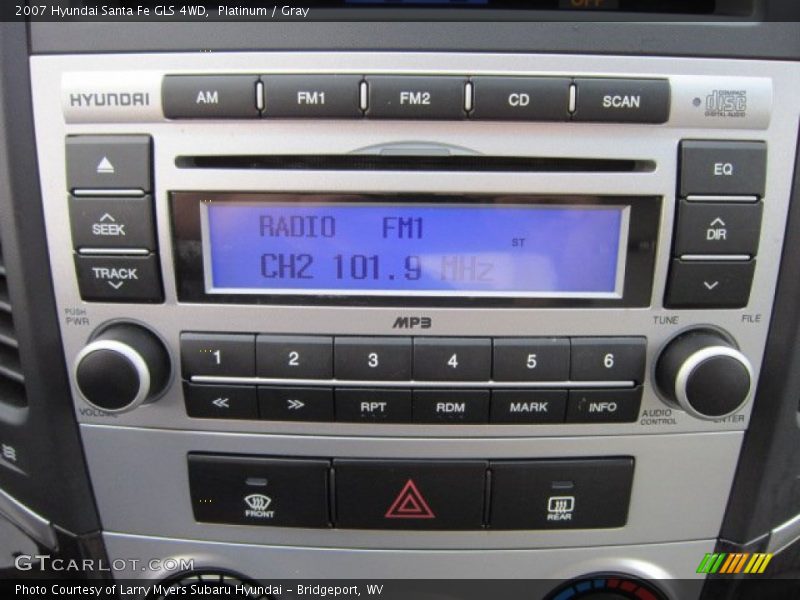 2007 Hyundai Santa Fe GLS 4WD, Platinum / Gray
OFF
HYUNDAI
AM
FM1
FM2
CD
SCAN
COMPACT
disc
DIGITAL AUDIO
SEEK
TRACK
EQ
DIR
RADIO FM1
ST
CH2 101.9 MHz
PUSH
PWR
VOLUME
MP3
TUNE
FILE
1 2 3 4 5 6
<< >> RPT RDM MARK INFO
AUDIO
CONTROL
ENTER
FRONT
REAR
GTCARLOT.COM
Photo Courtesy of Larry Myers Subaru Hyundai - Bridgeport, WV